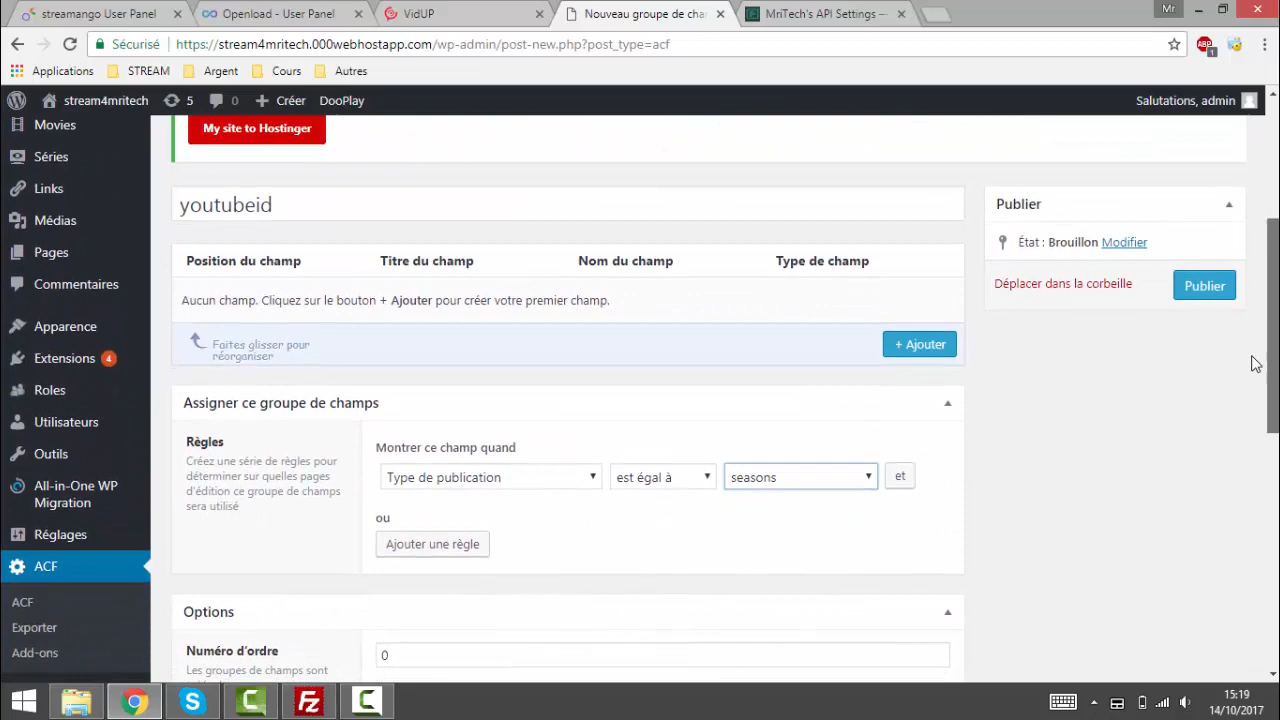 streamango User Panel
Openload - User Panel
VidUP
Nouveau groupe de cha
MriTech's API Settings —
Mr
Sécurisé
https://stream4mritech.000webhostapp.com/wp-admin/post-new.php?post_type=acf
ABP
1
Applications
STREAM
Argent
Cours
Autres
stream4mritech
5
0
Créer
DooPlay
Salutations, admin
Movies
Séries
Links
Médias
Pages
Commentaires
Apparence
Extensions 4
Roles
Utilisateurs
Outils
All-in-One WP
Migration
Réglages
ACF
ACF
Exporter
Add-ons
My site to Hostinger
youtubeid
Position du champ
Titre du champ
Nom du champ
Type de champ
Aucun champ. Cliquez sur le bouton + Ajouter pour créer votre premier champ.
Faites glisser pour
réorganiser
+ Ajouter
Assigner ce groupe de champs
Règles
Créez une série de règles pour
déterminer sur quelles pages
d'édition ce groupe de champs
sera utilisé
Montrer ce champ quand
Type de publication
est égal à
seasons
et
ou
Ajouter une règle
Options
Numéro d'ordre
Les groupes de champs sont
0
Publier
État : Brouillon Modifier
Déplacer dans la corbeille
Publier
15:19
14/10/2017